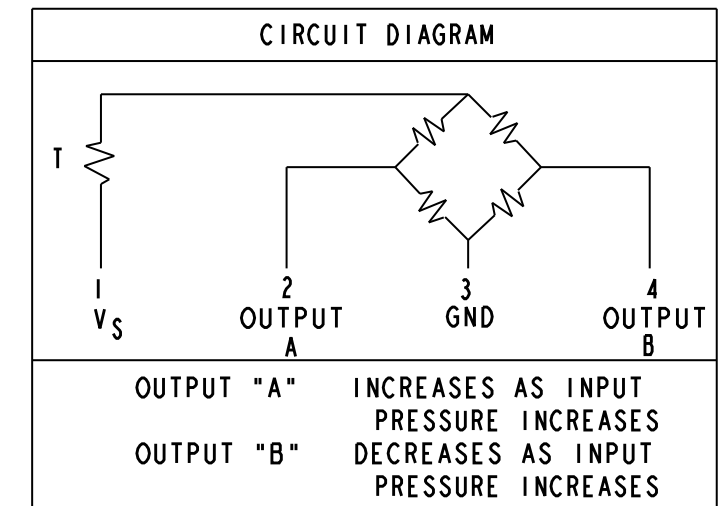 CIRCUIT DIAGRAM
T
1 2 3 4
VS OUTPUT GND OUTPUT
A B
OUTPUT "A" INCREASES AS INPUT
PRESSURE INCREASES
OUTPUT "B" DECREASES AS INPUT
PRESSURE INCREASES